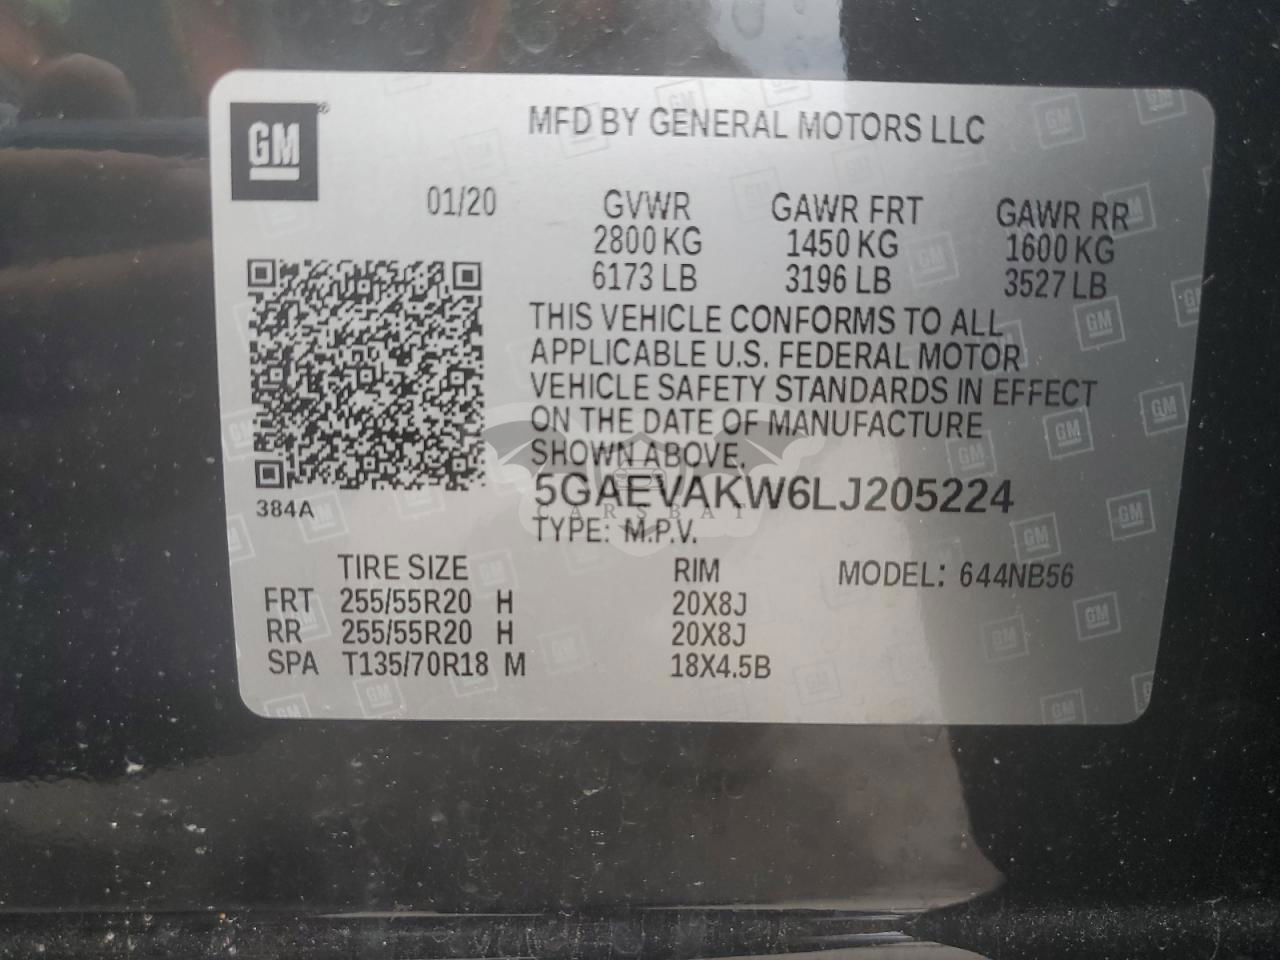 GM
MFD BY GENERAL MOTORS LLC
01/20 GVWR GAWR FRT GAWR RR
2800 KG 1450 KG 1600 KG
6173 LB 3196 LB 3527 LB
THIS VEHICLE CONFORMS TO ALL
APPLICABLE U.S. FEDERAL MOTOR
VEHICLE SAFETY STANDARDS IN EFFECT
ON THE DATE OF MANUFACTURE
SHOWN ABOVE.
5GAEVAKW6LJ205224
CARSBAT
384A
TYPE: M.P.V.
TIRE SIZE RIM MODEL: 644NB56
FRT 255/55R20 H 20X8J
RR 255/55R20 H 20X8J
SPA T135/70R18 M 18X4.5B